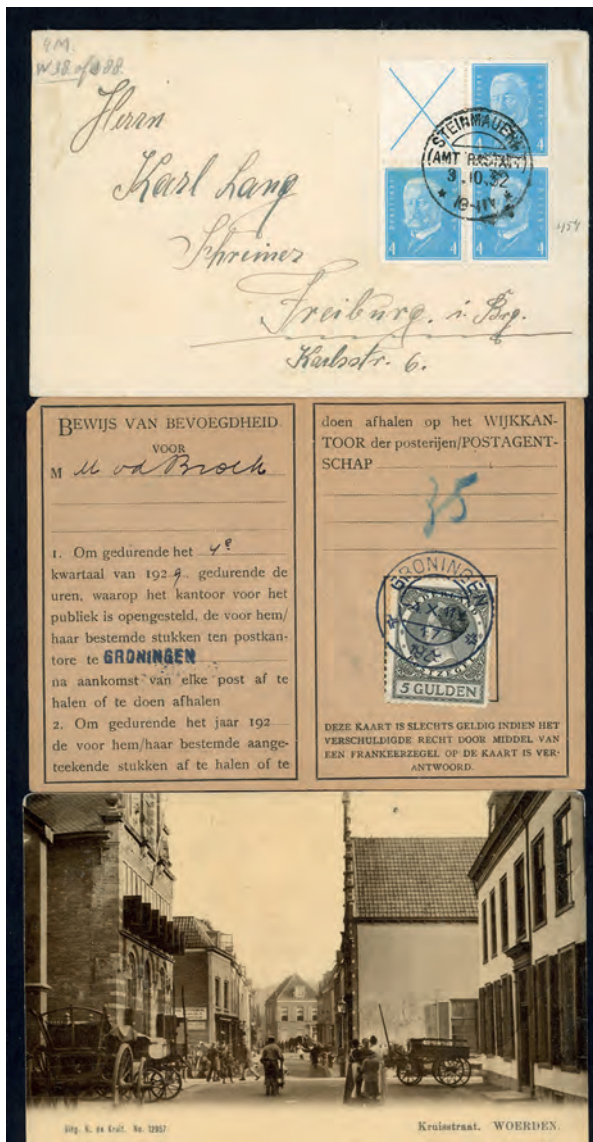 Herrn
Karl Lang
Schreiner
Freiburg. i. Brg.
Karlsstr. 6.
4
4 4
STEINMAUERN
(AMT RASTATT)
3.10.32
BEWIJS VAN BEVOEGDHEID
VOOR
M M vd Broek
1. Om gedurende het 4e
kwartaal van 1929 gedurende de
uren, waarop het kantoor voor het
publiek is opengesteld, de voor hem/
haar bestemde stukken ten postkan-
tore te GRONINGEN
na aankomst van elke post af te
halen of te doen afhalen
2. Om gedurende het jaar 192
de voor hem/haar bestemde aange-
teekende stukken af te halen of te
doen afhalen op het WIJKKAN-
TOOR der posterijen/POSTAGENT-
SCHAP
35
GRONINGEN
5 GULDEN
DEZE KAART IS SLECHTS GELDIG INDIEN HET
VERSCHULDIGDE RECHT DOOR MIDDEL VAN
EEN FRANKEERZEGEL OP DE KAART IS VER-
ANTWOORD.
Kruisstraat. WOERDEN.